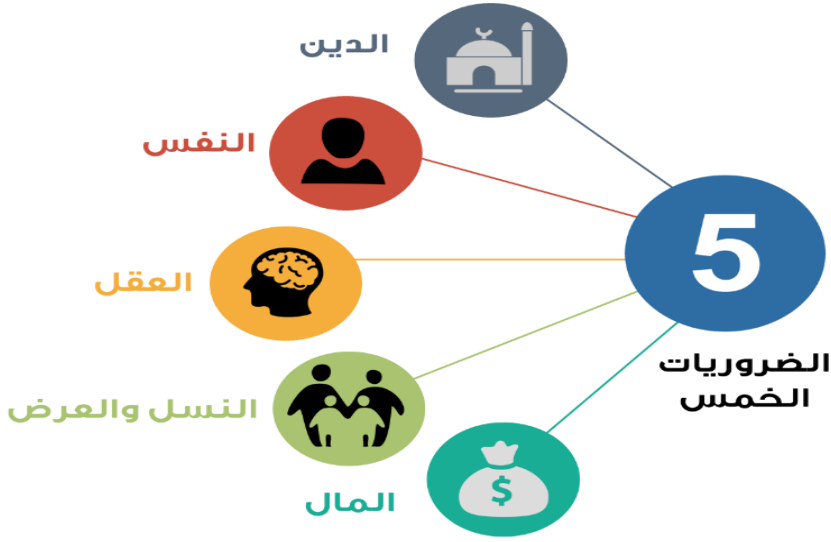 الدين
النفس
العقل
النسل والعرض
المال
5
الضروريات
الخمس
$